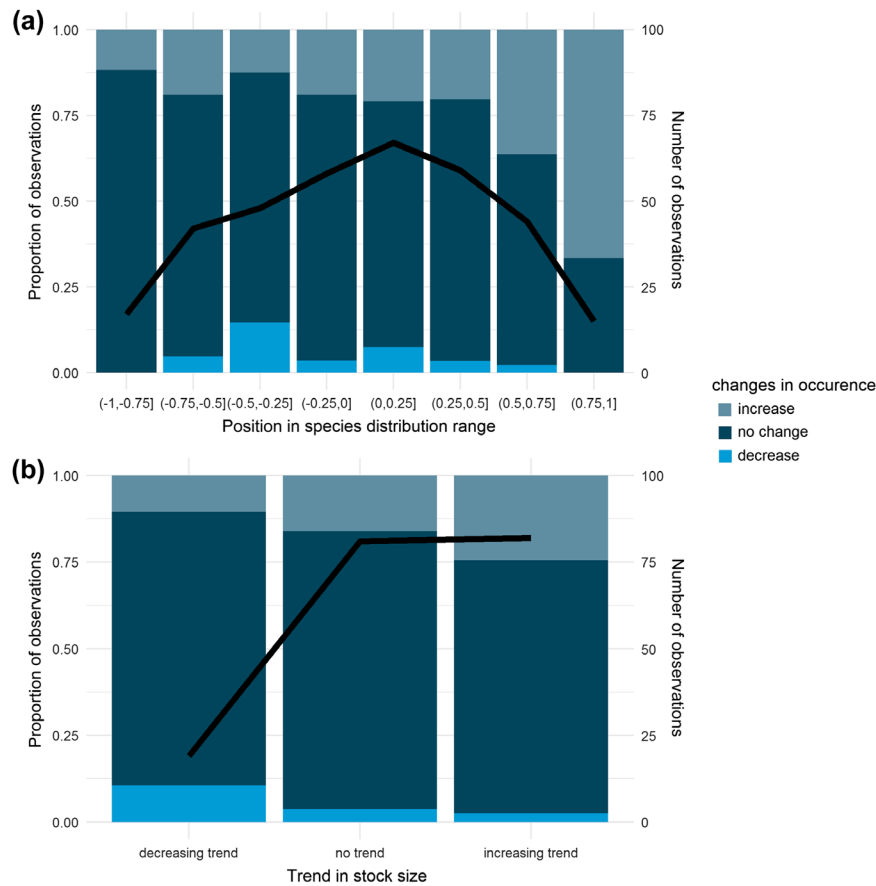 (a)
Proportion of observations
1.00
0.75
0.50
0.25
0.00
100
75
50
25
0
Number of observations
(-1,-0.75] (-0.75,-0.5] (-0.5,-0.25] (-0.25,0] (0,0.25] (0.25,0.5] (0.5,0.75] (0.75,1]
Position in species distribution range
changes in occurence
increase
no change
decrease
(b)
Proportion of observations
1.00
0.75
0.50
0.25
0.00
100
75
50
25
0
Number of observations
decreasing trend no trend increasing trend
Trend in stock size